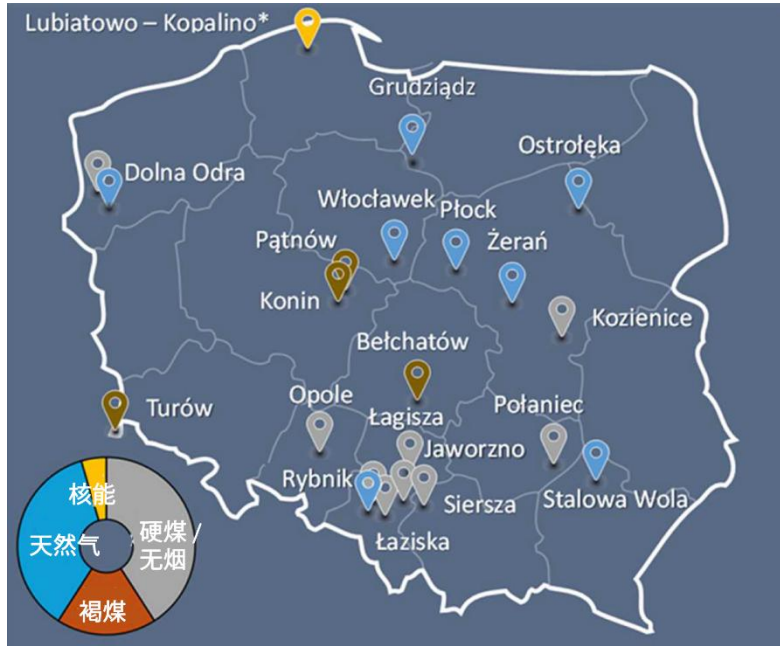 Lubiatowo – Kopalino*
Grudziądz
Ostrołęka
Dolna Odra
Włocławek
Płock
Pątnów
Żerań
Konin
Kozienice
Bełchatów
Turów
Opole
Łagisza
Połaniec
Jaworzno
Rybnik
Siersza
Stalowa Wola
Łaziska
核能
天然气
硬煤 /
无烟
褐煤